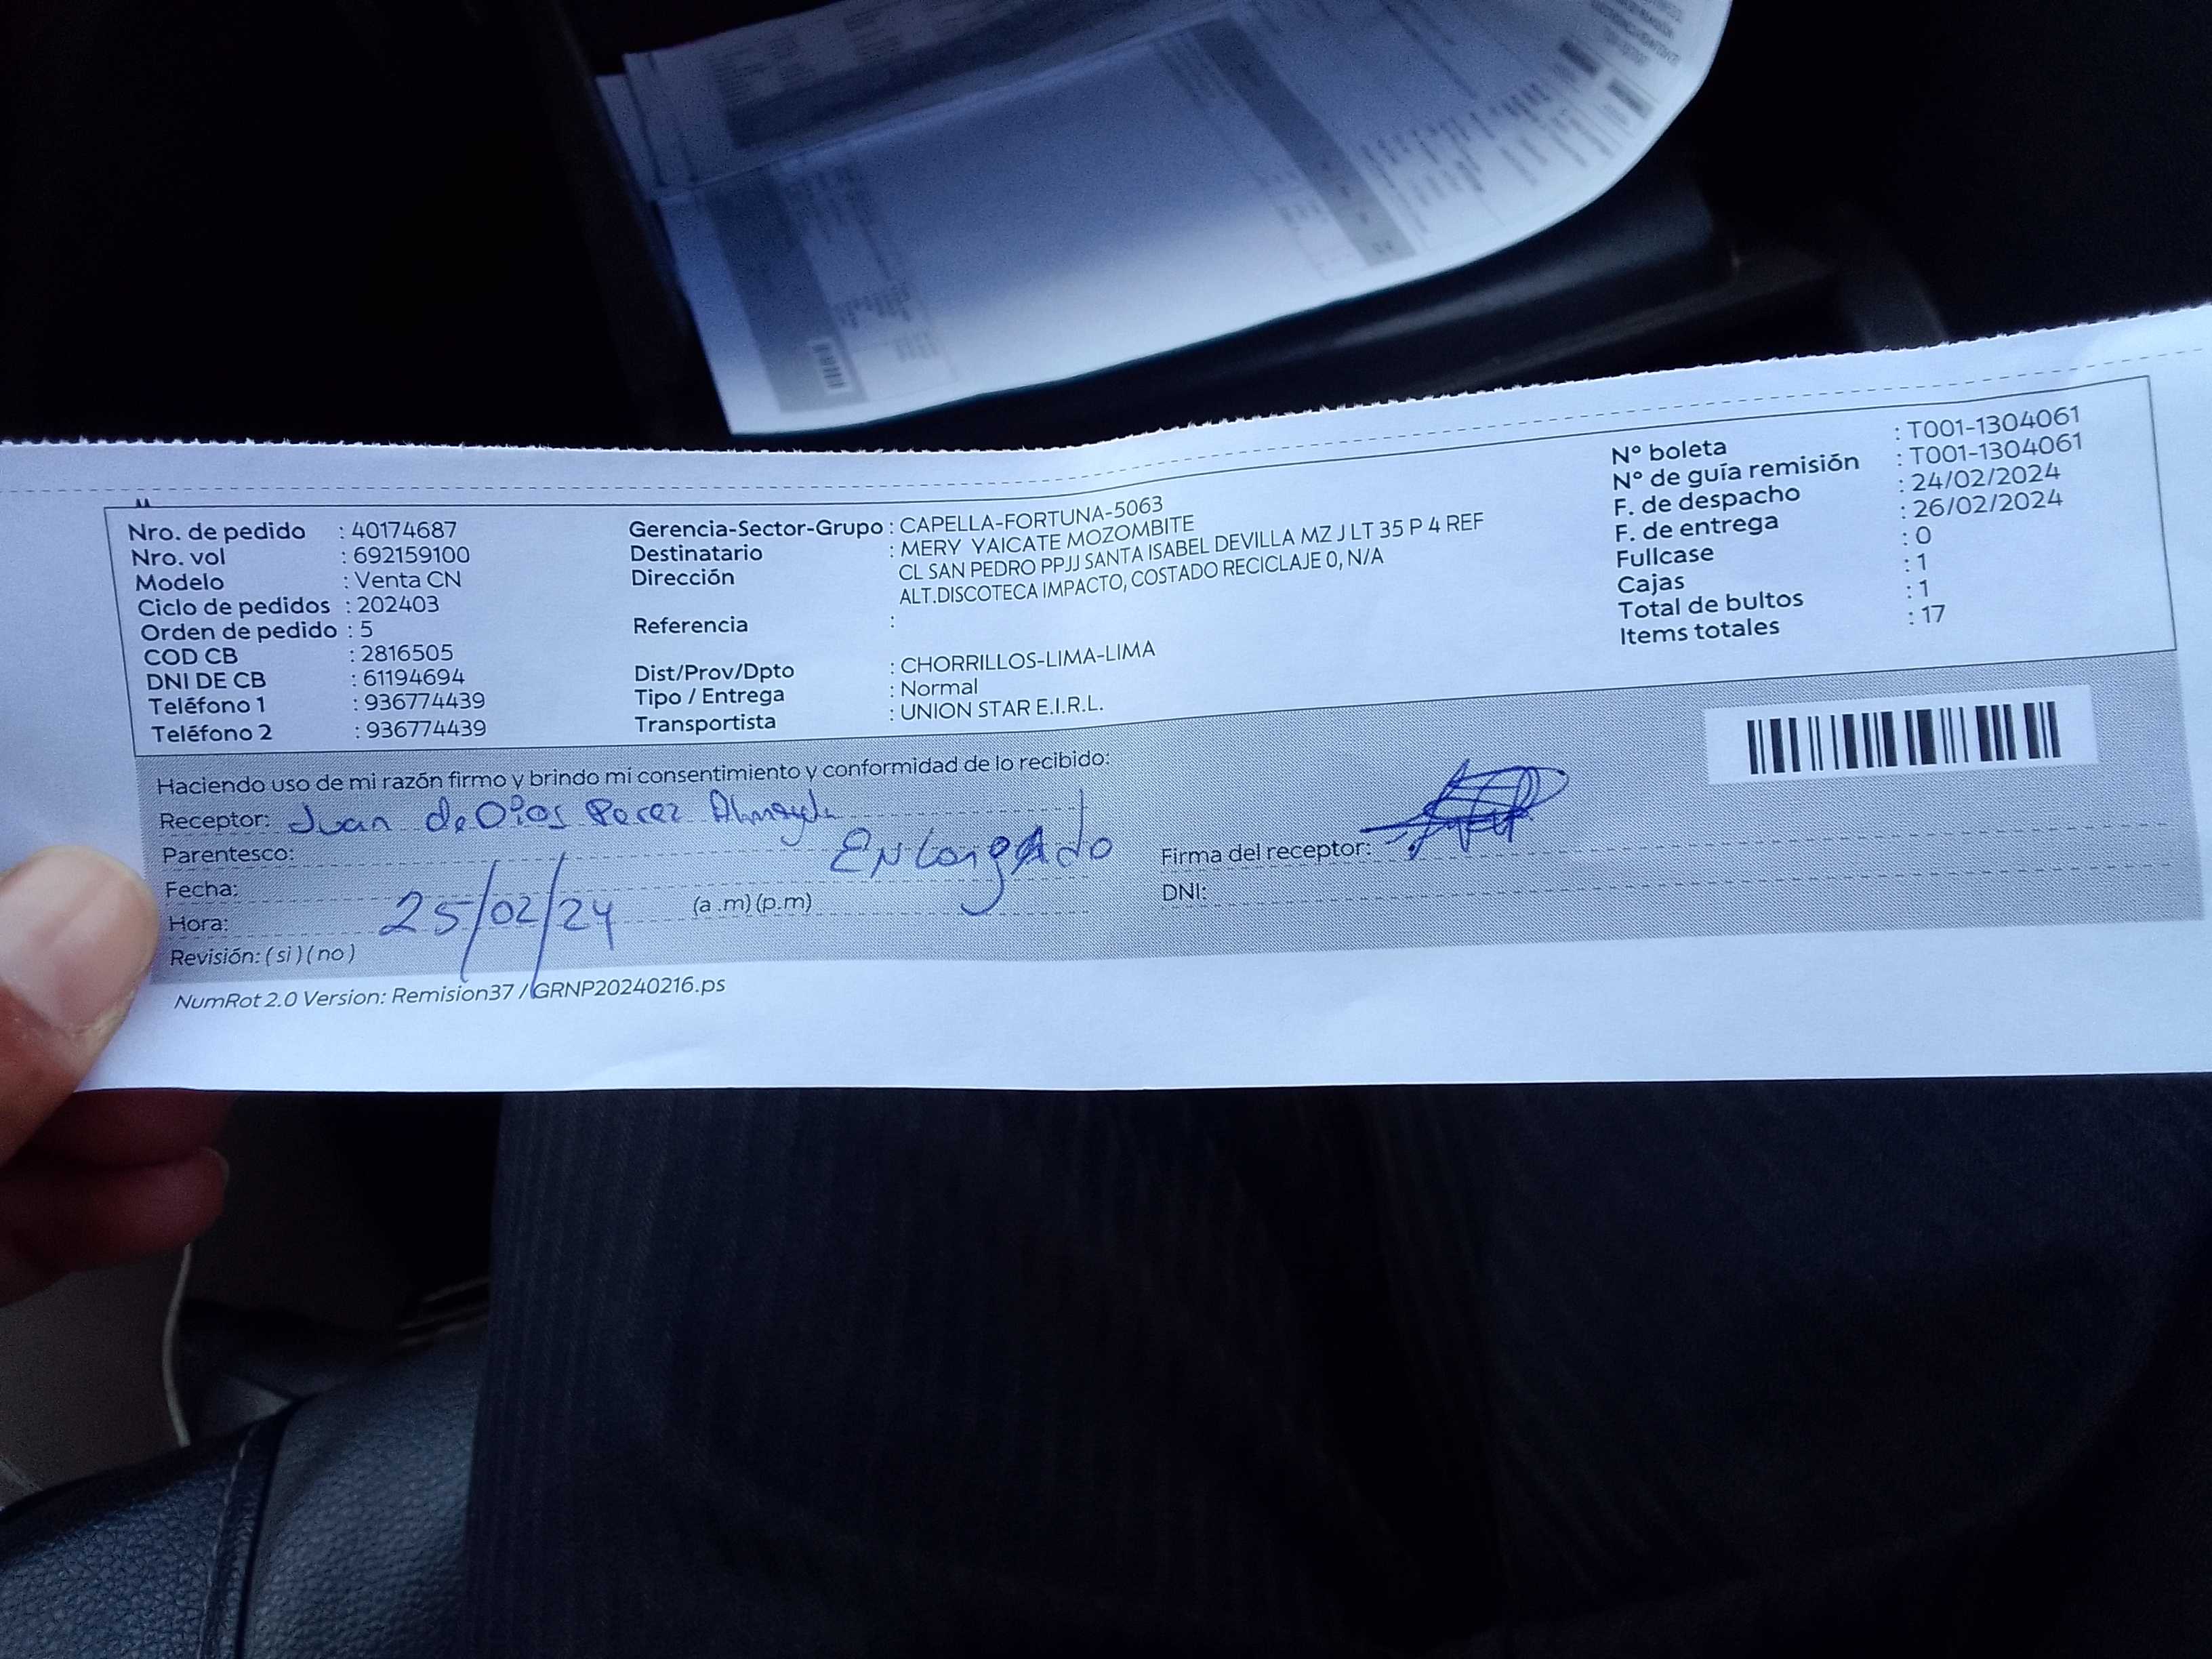 Nro. de pedido : 40174687
Nro. vol : 692159100
Modelo : Venta CN
Ciclo de pedidos : 202403
Orden de pedido : 5
COD CB : 2816505
DNI DE CB : 61194694
Teléfono 1 : 936774439
Teléfono 2 : 936774439
Gerencia-Sector-Grupo : CAPELLA-FORTUNA-5063
Destinatario : MERY YAICATE MOZOMBITE
Dirección CL SAN PEDRO PPJJ SANTA ISABEL DEVILLA MZ J LT 35 P 4 REF
ALT.DISCOTECA IMPACTO, COSTADO RECICLAJE 0, N/A
Referencia :
Dist/Prov/Dpto : CHORRILLOS-LIMA-LIMA
Tipo / Entrega : Normal
Transportista : UNION STAR E.I.R.L.
N° boleta : T001-1304061
N° de guía remisión : T001-1304061
F. de despacho : 24/02/2024
F. de entrega : 26/02/2024
Fullcase : 0
Cajas : 1
Total de bultos : 1
Items totales : 17
Haciendo uso de mi razón firmo y brindo mi consentimiento y conformidad de lo recibido:
Receptor: Juan de Dios Perez
Parentesco: Encargado
Fecha: 25/02/24
Hora: (a .m) (p.m)
Revisión: ( si ) ( no )
Firma del receptor:
DNI:
NumRot 2.0 Version: Remision37 / GRNP20240216.ps